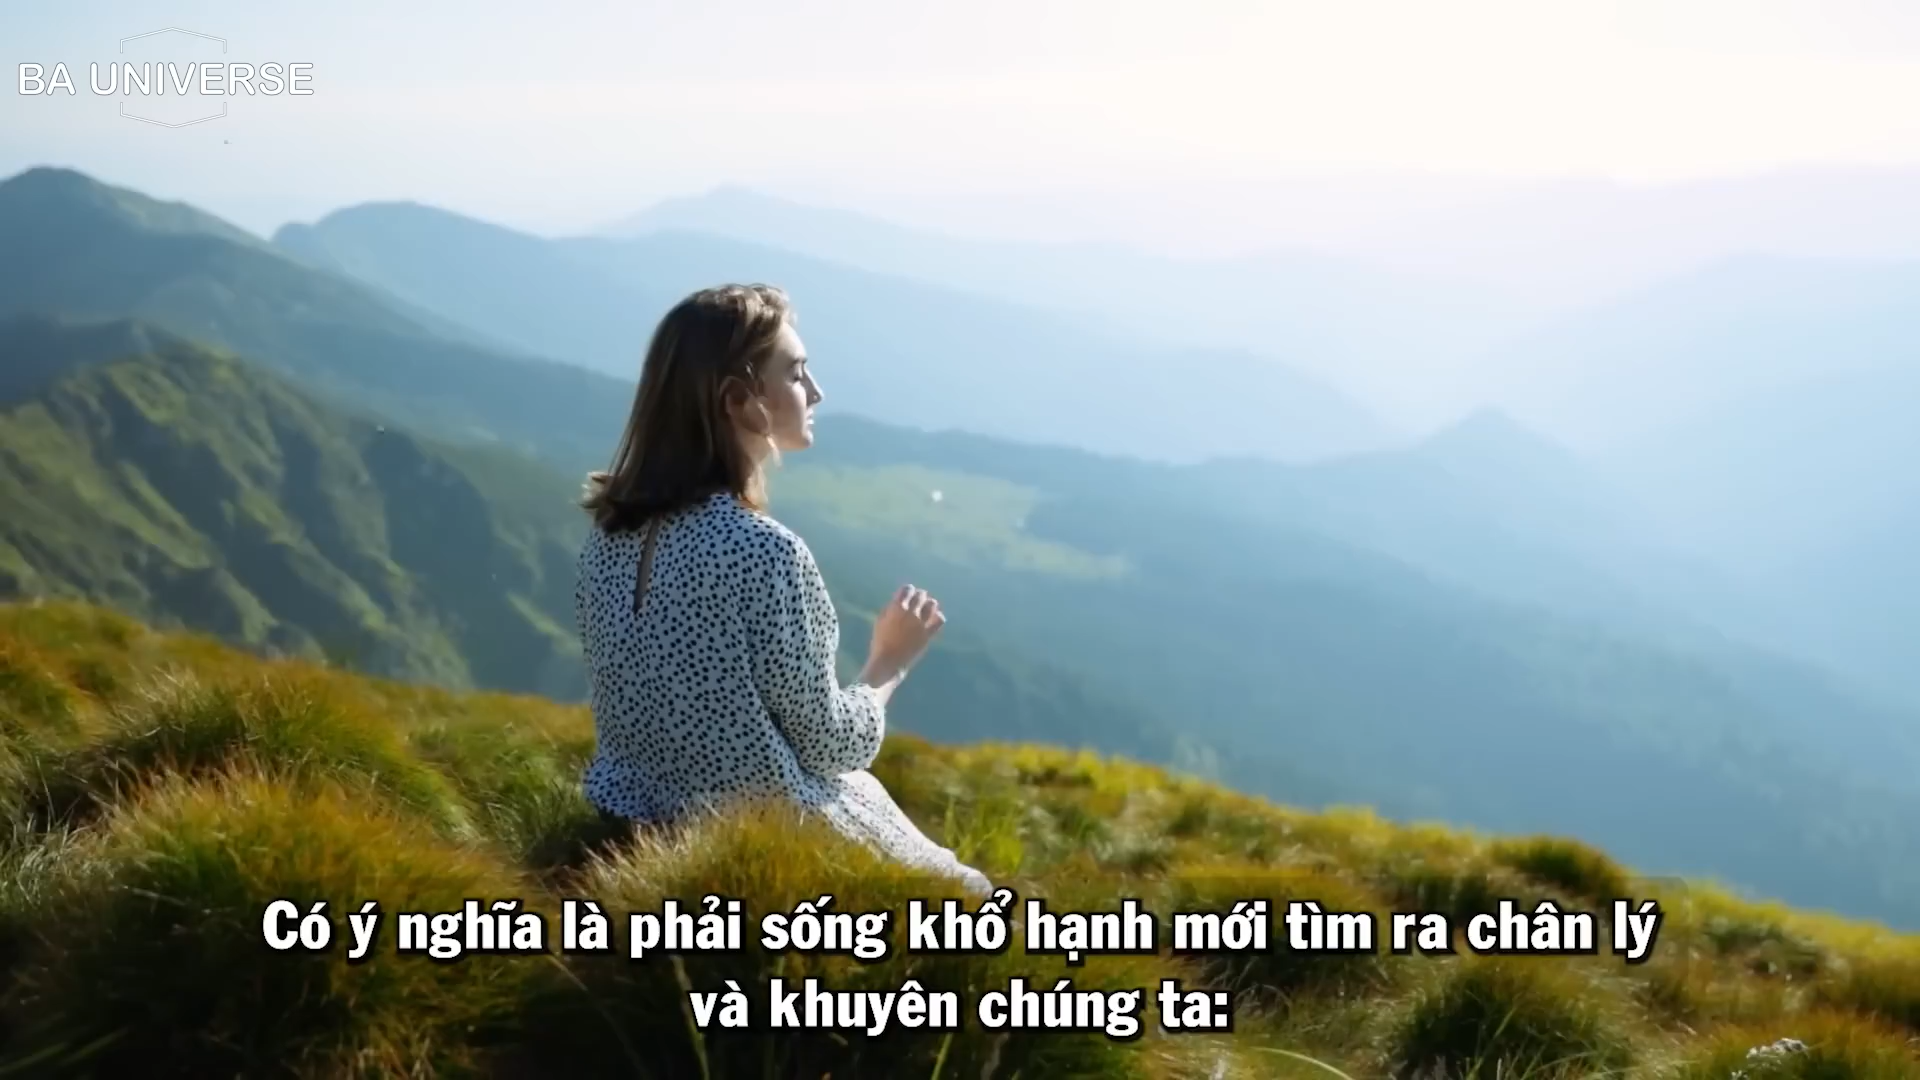 BA UNIVERSE
Có ý nghĩa là phải sống khổ hạnh mới tìm ra chân lý
và khuyên chúng ta: